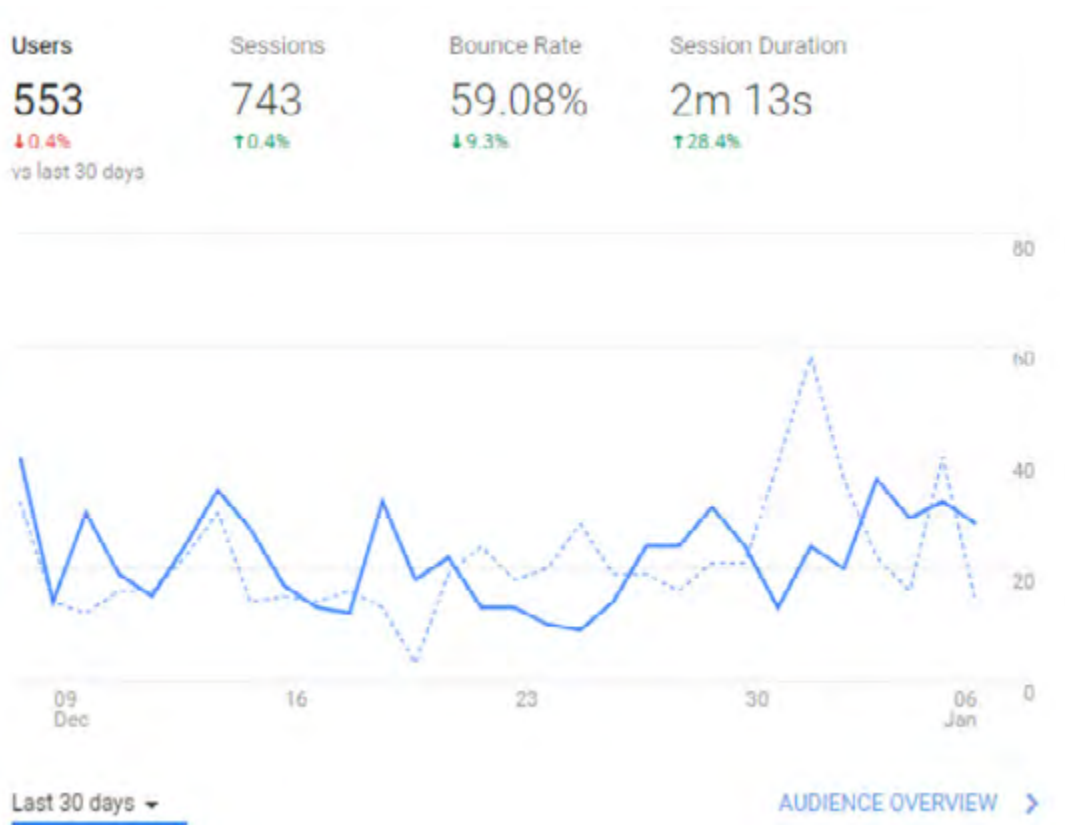 Users Sessions Bounce Rate Session Duration
553 743 59.08% 2m 13s
↓0.4% ↑0.4% ↓9.3% ↑28.4%
vs last 30 days
80
60
40
20
0
09 16 23 30 06
Dec Jan
Last 30 days AUDIENCE OVERVIEW